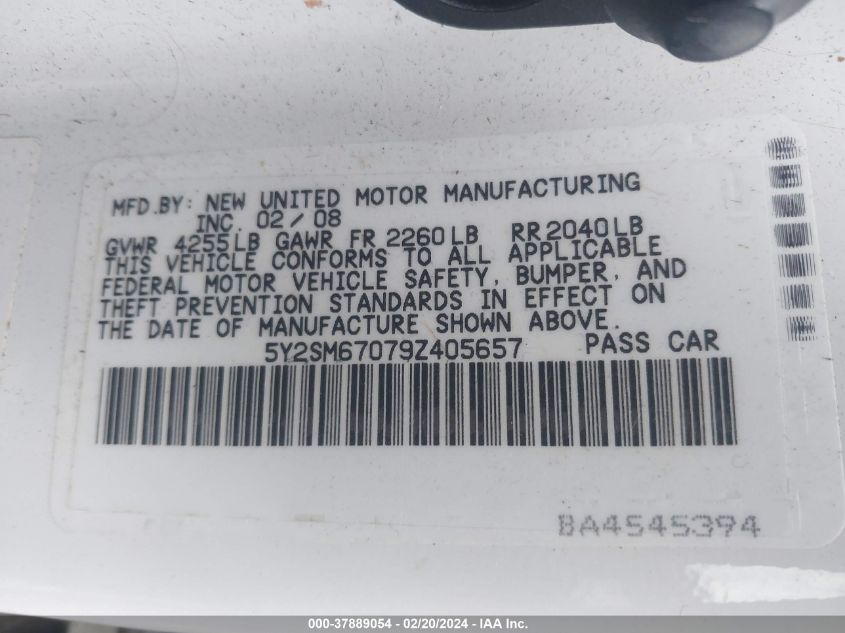 MFD.BY: NEW UNITED MOTOR MANUFACTURING
INC. 02/08
GVWR 4255LB GAWR FR 2260LB RR2040LB
THIS VEHICLE CONFORMS TO ALL APPLICABLE
FEDERAL MOTOR VEHICLE SAFETY, BUMPER, AND
THEFT PREVENTION STANDARDS IN EFFECT ON
THE DATE OF MANUFACTURE SHOWN ABOVE.
5Y2SM67079Z405657 PASS CAR
BA4545394
000-37889054 - 02/20/2024 - IAA Inc.